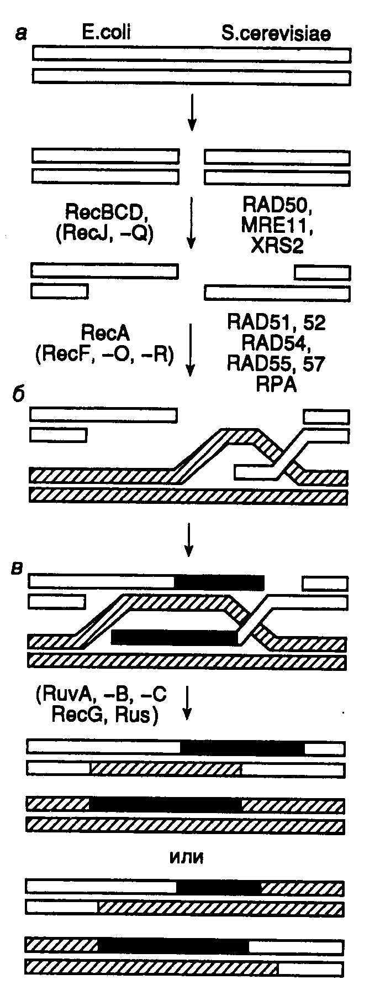 а E.coli S.cerevisiae
RecBCD,
(RecJ, –Q)
RAD50,
MRE11,
XRS2
RecA
(RecF, –O, –R)
RAD51, 52
RAD54,
RAD55, 57
RPA
б
в
(RuvA, –B, –C
RecG, Rus)
или